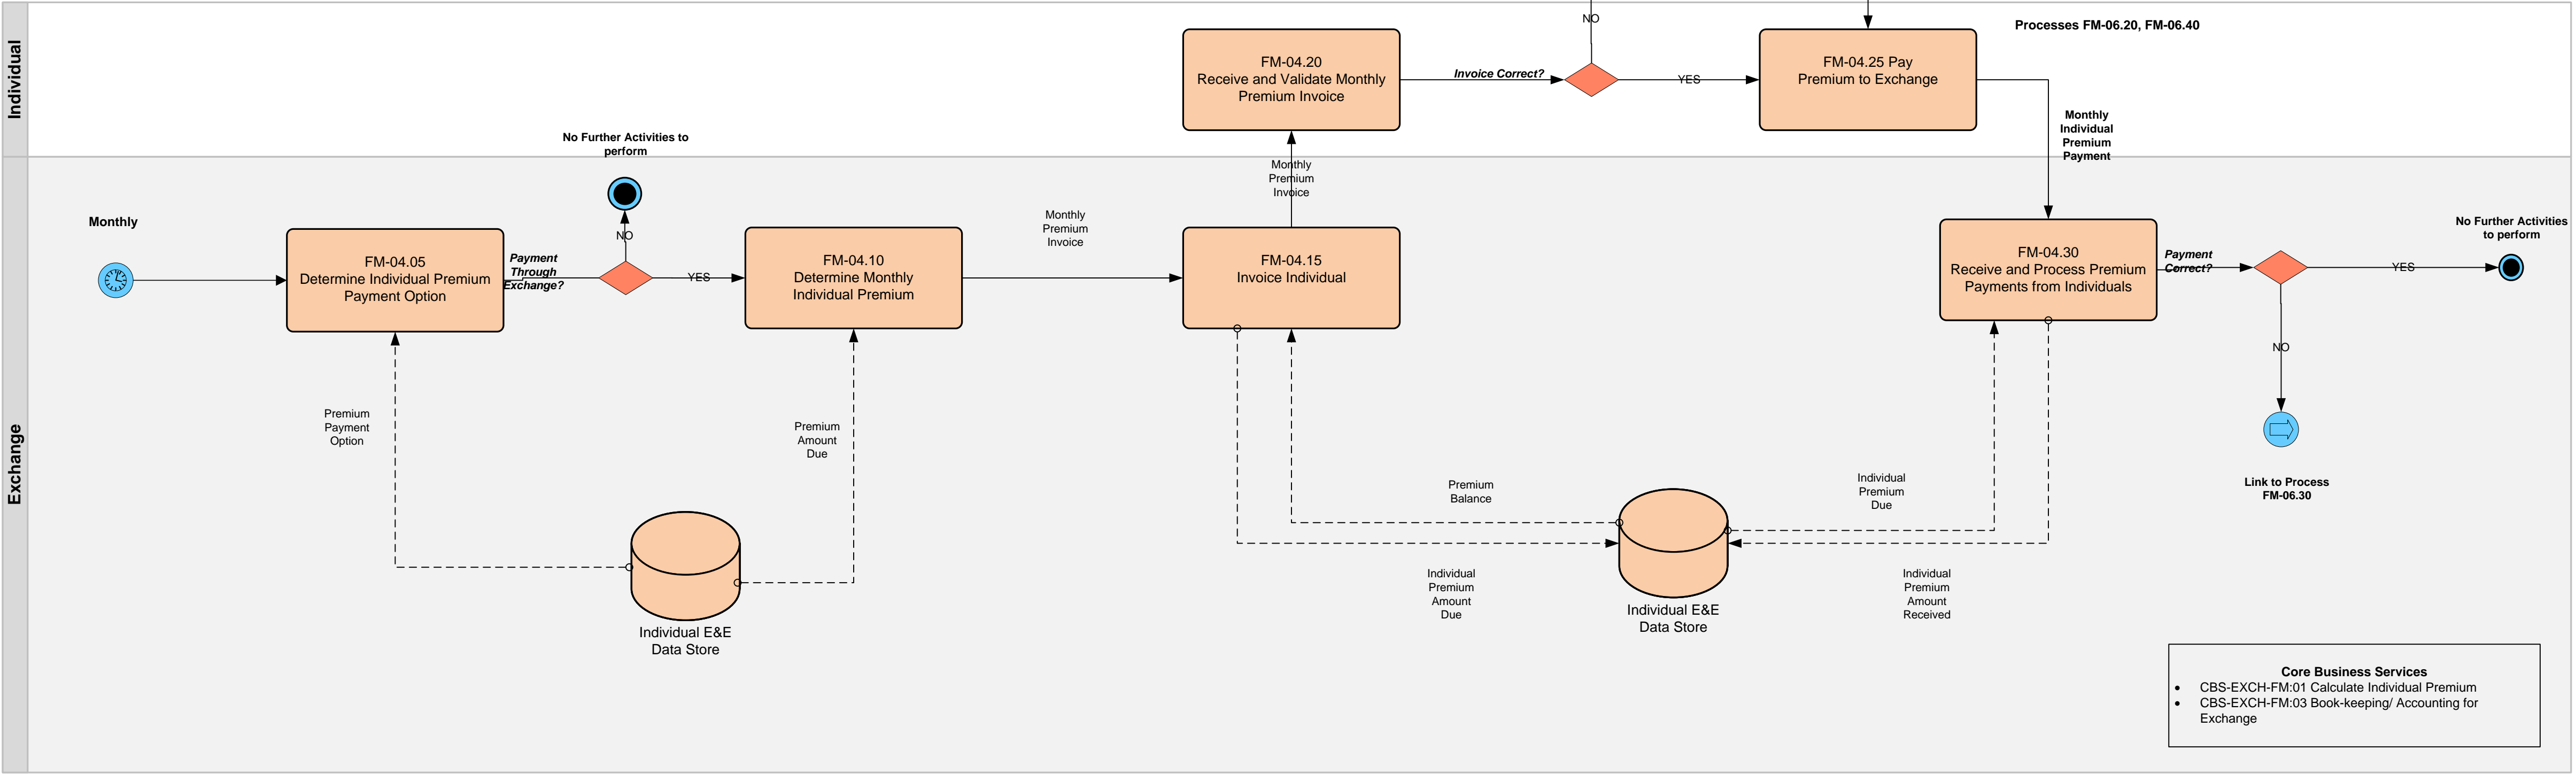 Individual
NO
Processes FM-06.20, FM-06.40
FM-04.20
Receive and Validate Monthly
Premium Invoice
Invoice Correct?
YES
FM-04.25 Pay
Premium to Exchange
Monthly
Individual
Premium
Payment
Exchange
No Further Activities to
perform
Monthly
Premium
Invoice
Monthly
FM-04.05
Determine Individual Premium
Payment Option
Payment
Through
Exchange?
NO
YES
FM-04.10
Determine Monthly
Individual Premium
Monthly
Premium
Invoice
FM-04.15
Invoice Individual
FM-04.30
Receive and Process Premium
Payments from Individuals
Payment
Correct?
YES
No Further Activities
to perform
NO
Link to Process
FM-06.30
Premium
Payment
Option
Premium
Amount
Due
Premium
Balance
Individual
Premium
Due
Individual
Premium
Amount
Due
Individual
Premium
Amount
Received
Individual E&E
Data Store
Individual E&E
Data Store
Core Business Services
• CBS-EXCH-FM:01 Calculate Individual Premium
• CBS-EXCH-FM:03 Book-keeping/ Accounting for
Exchange